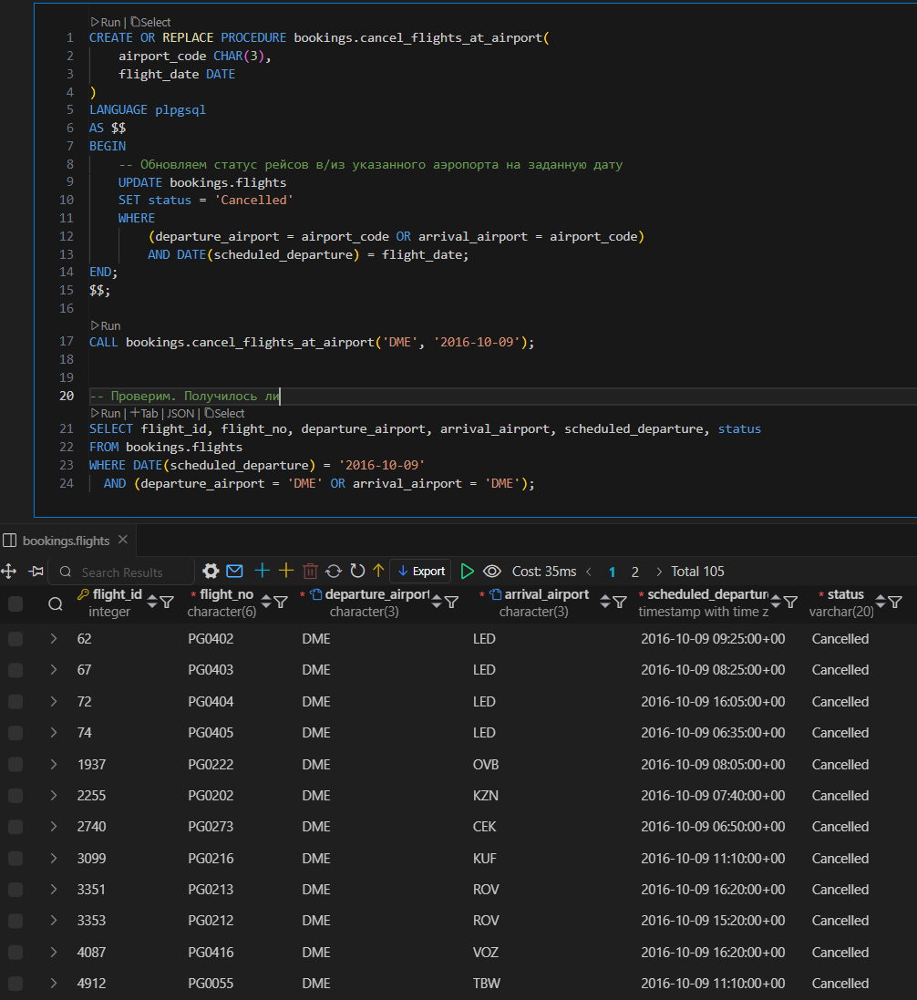 Run | Select
1 CREATE OR REPLACE PROCEDURE bookings.cancel_flights_at_airport(
2 airport_code CHAR(3),
3 flight_date DATE
4 )
5 LANGUAGE plpgsql
6 AS $$
7 BEGIN
8 -- Обновляем статус рейсов в/из указанного аэропорта на заданную дату
9 UPDATE bookings.flights
10 SET status = 'Cancelled'
11 WHERE
12 (departure_airport = airport_code OR arrival_airport = airport_code)
13 AND DATE(scheduled_departure) = flight_date;
14 END;
15 $$;
16
Run
17 CALL bookings.cancel_flights_at_airport('DME', '2016-10-09');
18
19
20 -- Проверим. Получилось ли
Run | +Tab | JSON | Select
21 SELECT flight_id, flight_no, departure_airport, arrival_airport, scheduled_departure, status
22 FROM bookings.flights
23 WHERE DATE(scheduled_departure) = '2016-10-09'
24 AND (departure_airport = 'DME' OR arrival_airport = 'DME');
bookings.flights
Search Results Export Cost: 35ms 1 2 Total 105
flight_id * flight_no * departure_airport * arrival_airport * scheduled_departur * status
integer character(6) character(3) character(3) timestamp with time z varchar(20)
62 PG0402 DME LED 2016-10-09 09:25:00+00 Cancelled
67 PG0403 DME LED 2016-10-09 08:25:00+00 Cancelled
72 PG0404 DME LED 2016-10-09 16:05:00+00 Cancelled
74 PG0405 DME LED 2016-10-09 06:35:00+00 Cancelled
1937 PG0222 DME OVB 2016-10-09 08:05:00+00 Cancelled
2255 PG0202 DME KZN 2016-10-09 07:40:00+00 Cancelled
2740 PG0273 DME CEK 2016-10-09 06:50:00+00 Cancelled
3099 PG0216 DME KUF 2016-10-09 11:10:00+00 Cancelled
3351 PG0213 DME ROV 2016-10-09 16:20:00+00 Cancelled
3353 PG0212 DME ROV 2016-10-09 15:20:00+00 Cancelled
4087 PG0416 DME VOZ 2016-10-09 16:20:00+00 Cancelled
4912 PG0055 DME TBW 2016-10-09 11:10:00+00 Cancelled